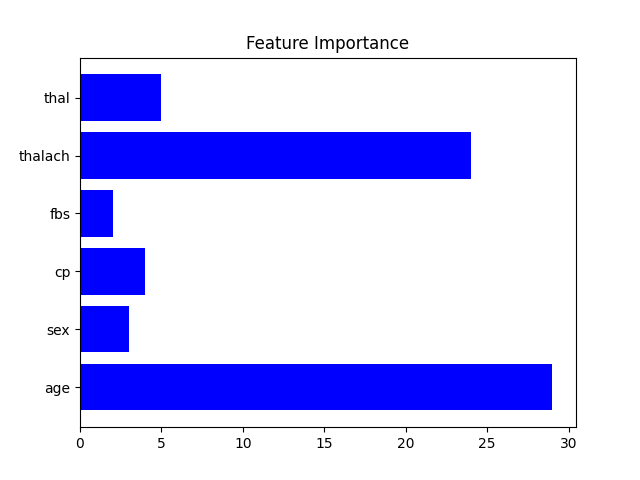 Feature Importance
thal
thalach
fbs
cp
sex
age
0 5 10 15 20 25 30